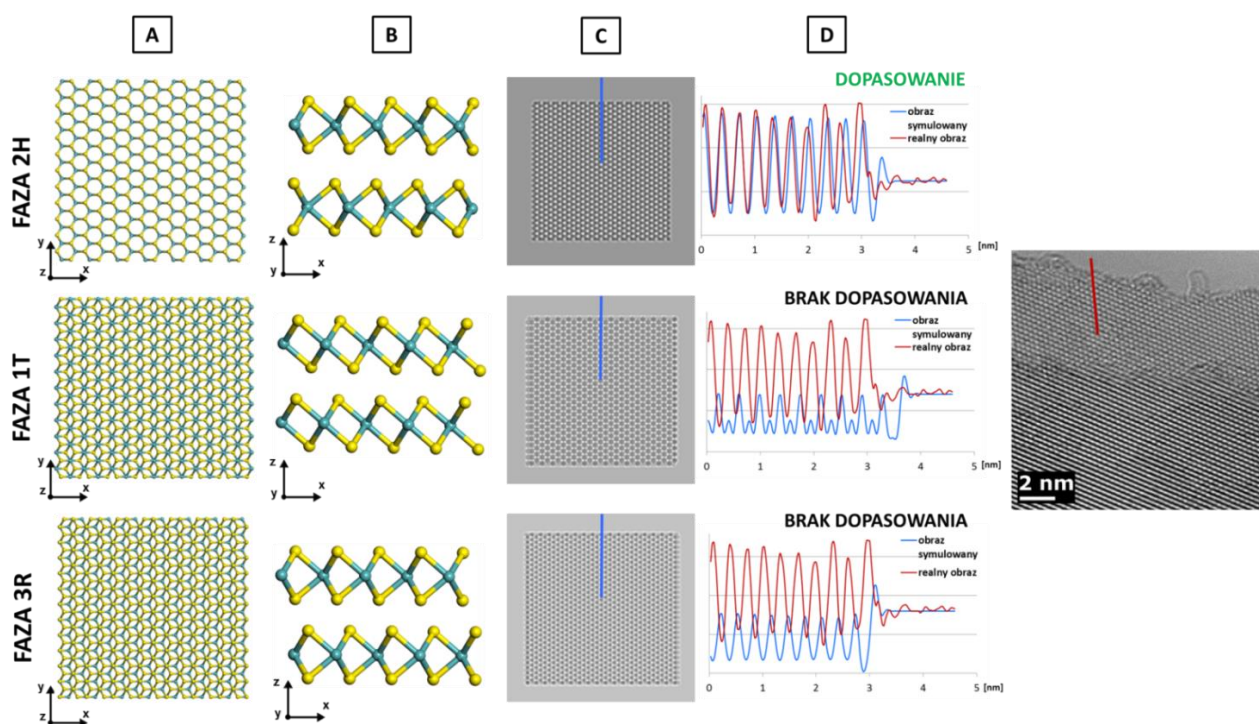 A
B
C
D
FAZA 2H
y
z
x
z
y
x
DOPASOWANIE
obraz
symulowany
realny obraz
0
1
2
3
4
5
[nm]
FAZA 1T
y
z
x
z
y
x
BRAK DOPASOWANIA
obraz
symulowany
realny obraz
0
1
2
3
4
5
[nm]
2 nm
FAZA 3R
y
z
x
z
y
x
BRAK DOPASOWANIA
obraz
symulowany
realny obraz
0
1
2
3
4
5
[nm]